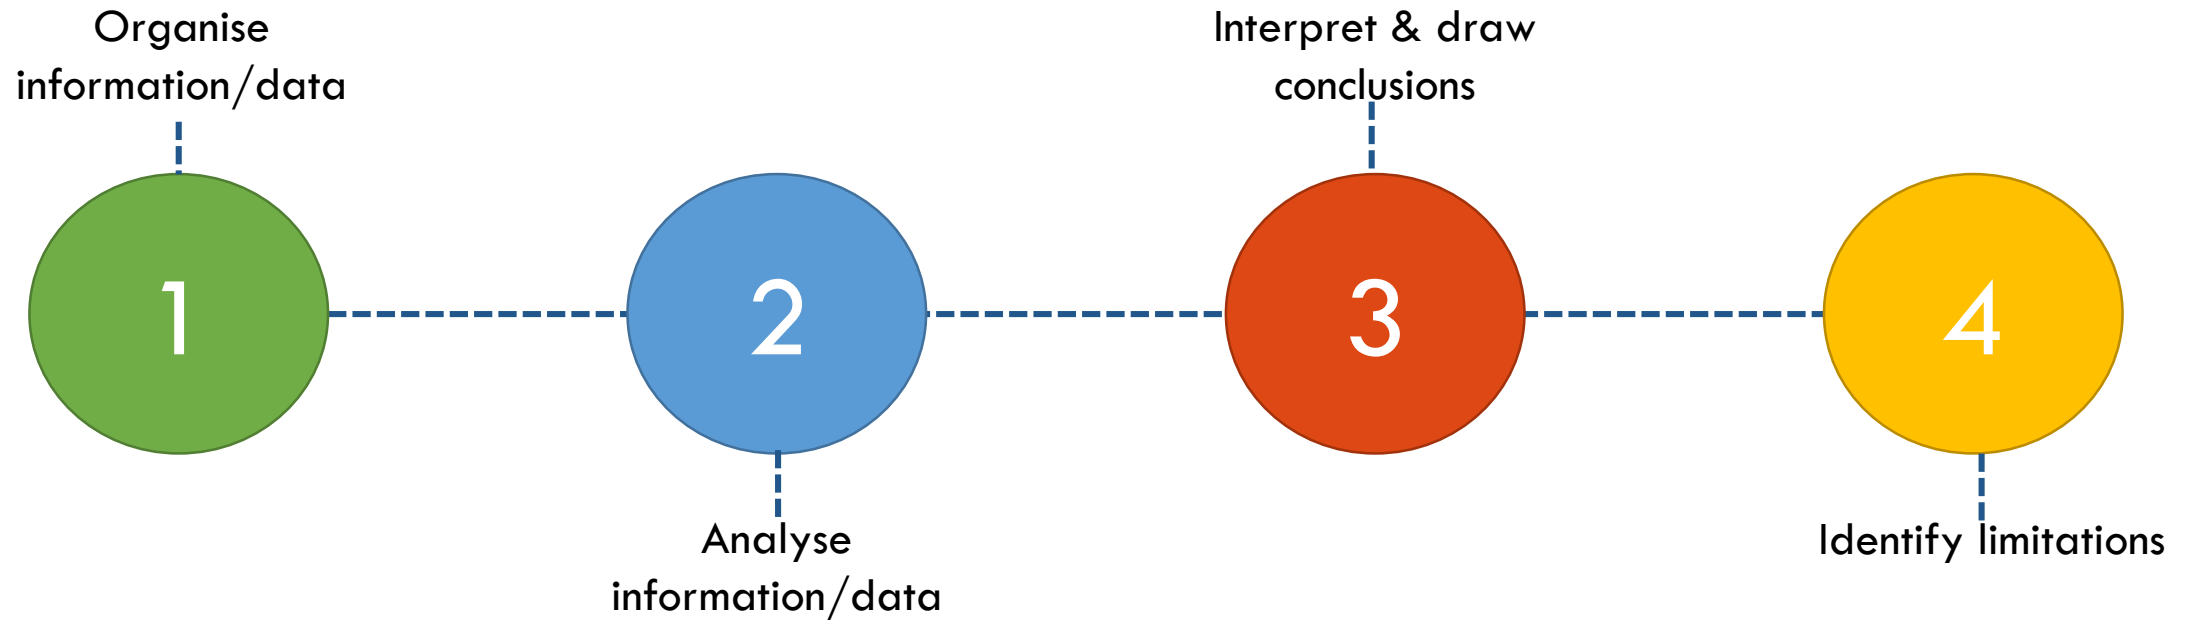 Organise
information/data
Interpret & draw
conclusions
1
2
3
4
Analyse
information/data
Identify limitations